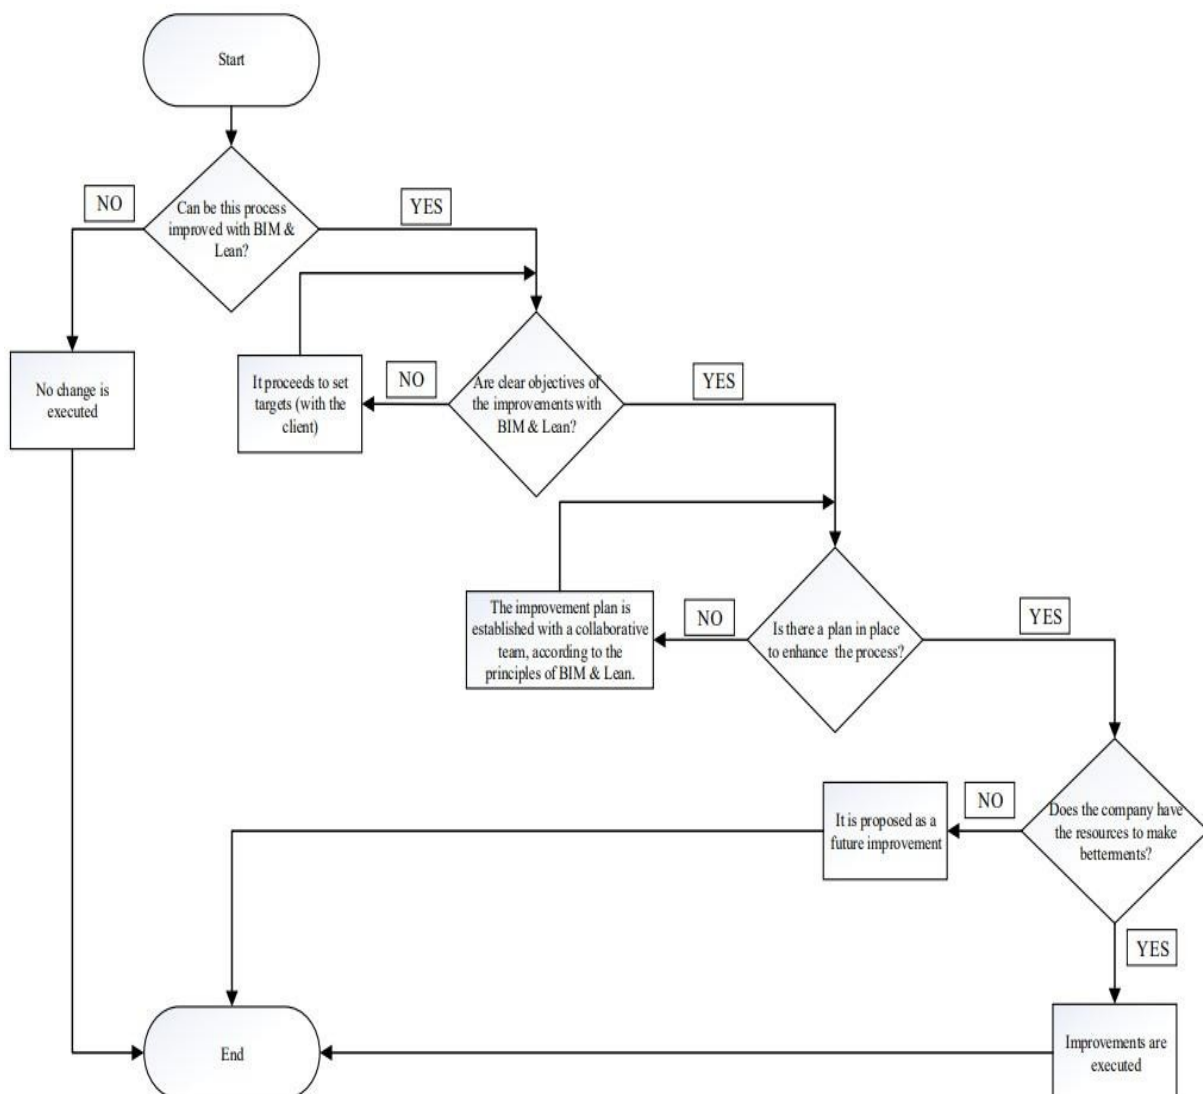 Start
Can be this process
improved with BIM &
Lean?
NO
YES
No change is
executed
It proceeds to set
targets (with the
client)
NO
Are clear objectives of
the improvements with
BIM & Lean?
YES
The improvement plan is
established with a collaborative
team, according to the
principles of BIM & Lean.
NO
Is there a plan in place
to enhance the process?
YES
It is proposed as a
future improvement
NO
Does the company have
the resources to make
betterments?
YES
Improvements are
executed
End